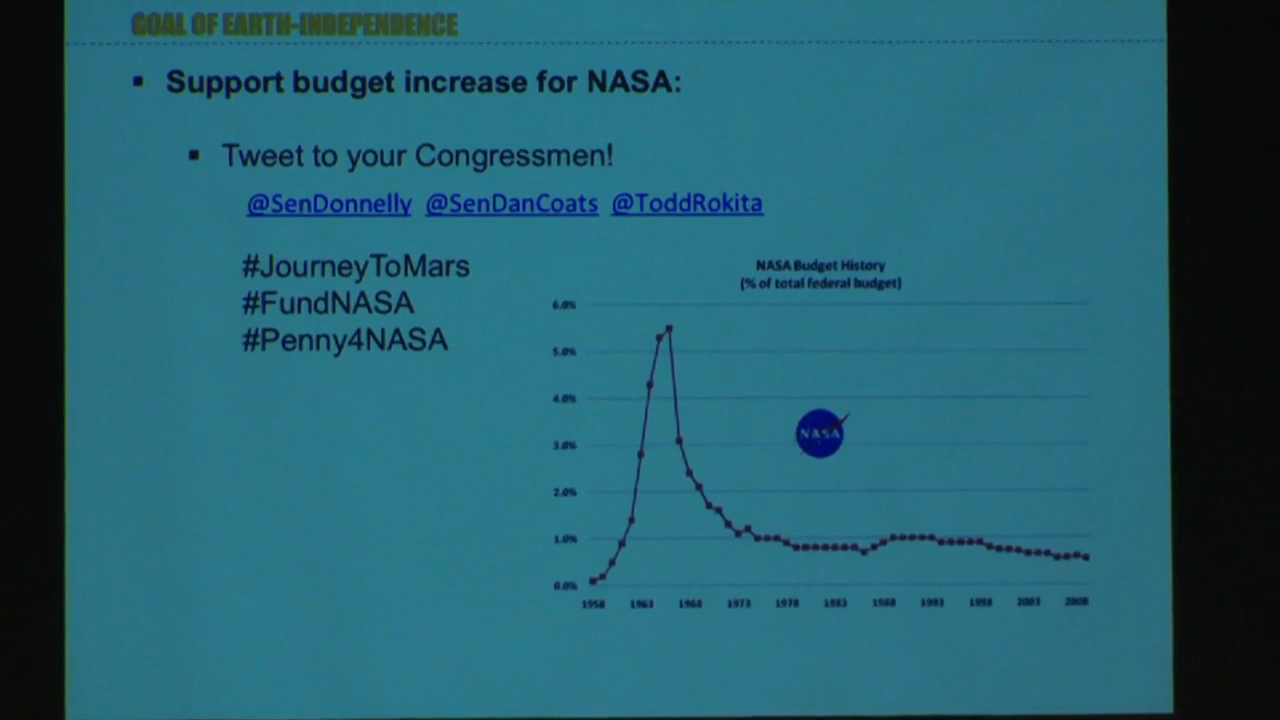 GOAL OF EARTH-INDEPENDENCE
Support budget increase for NASA:
Tweet to your Congressmen!
@SenDonnelly @SenDanCoats @ToddRokita
#JourneyToMars
#FundNASA
#Penny4NASA
NASA Budget History
(% of total federal budget)
6.0%
5.0%
4.0%
3.0%
2.0%
1.0%
0.0%
NASA
1958 1963 1968 1973 1978 1983 1988 1993 1998 2003 2008